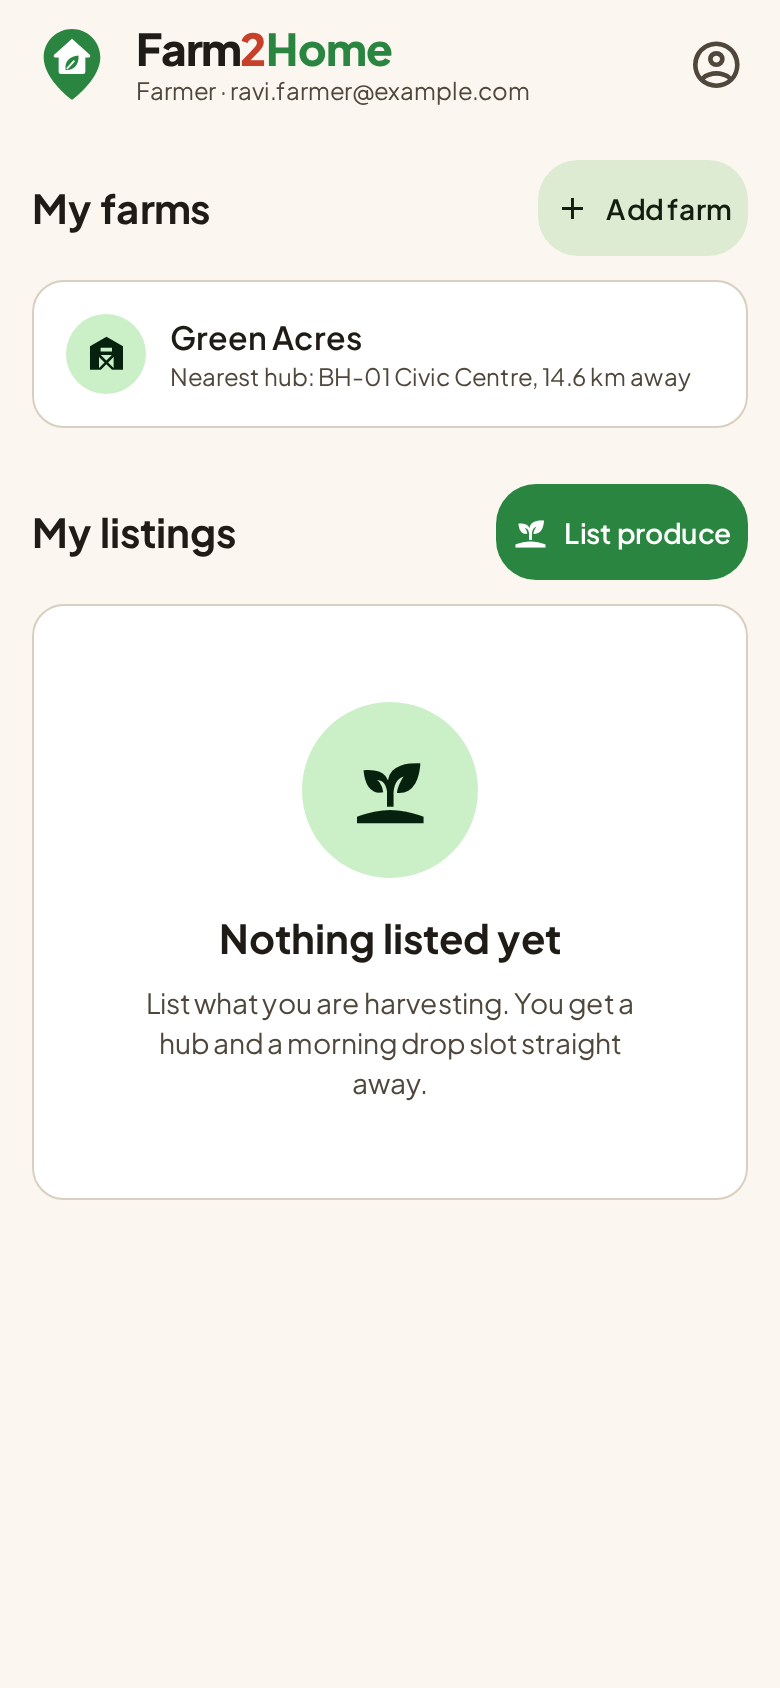 Farm2Home
Farmer · ravi.farmer@example.com
My farms
+ Add farm
Green Acres
Nearest hub: BH-01 Civic Centre, 14.6 km away
My listings
List produce
Nothing listed yet
List what you are harvesting. You get a
hub and a morning drop slot straight
away.